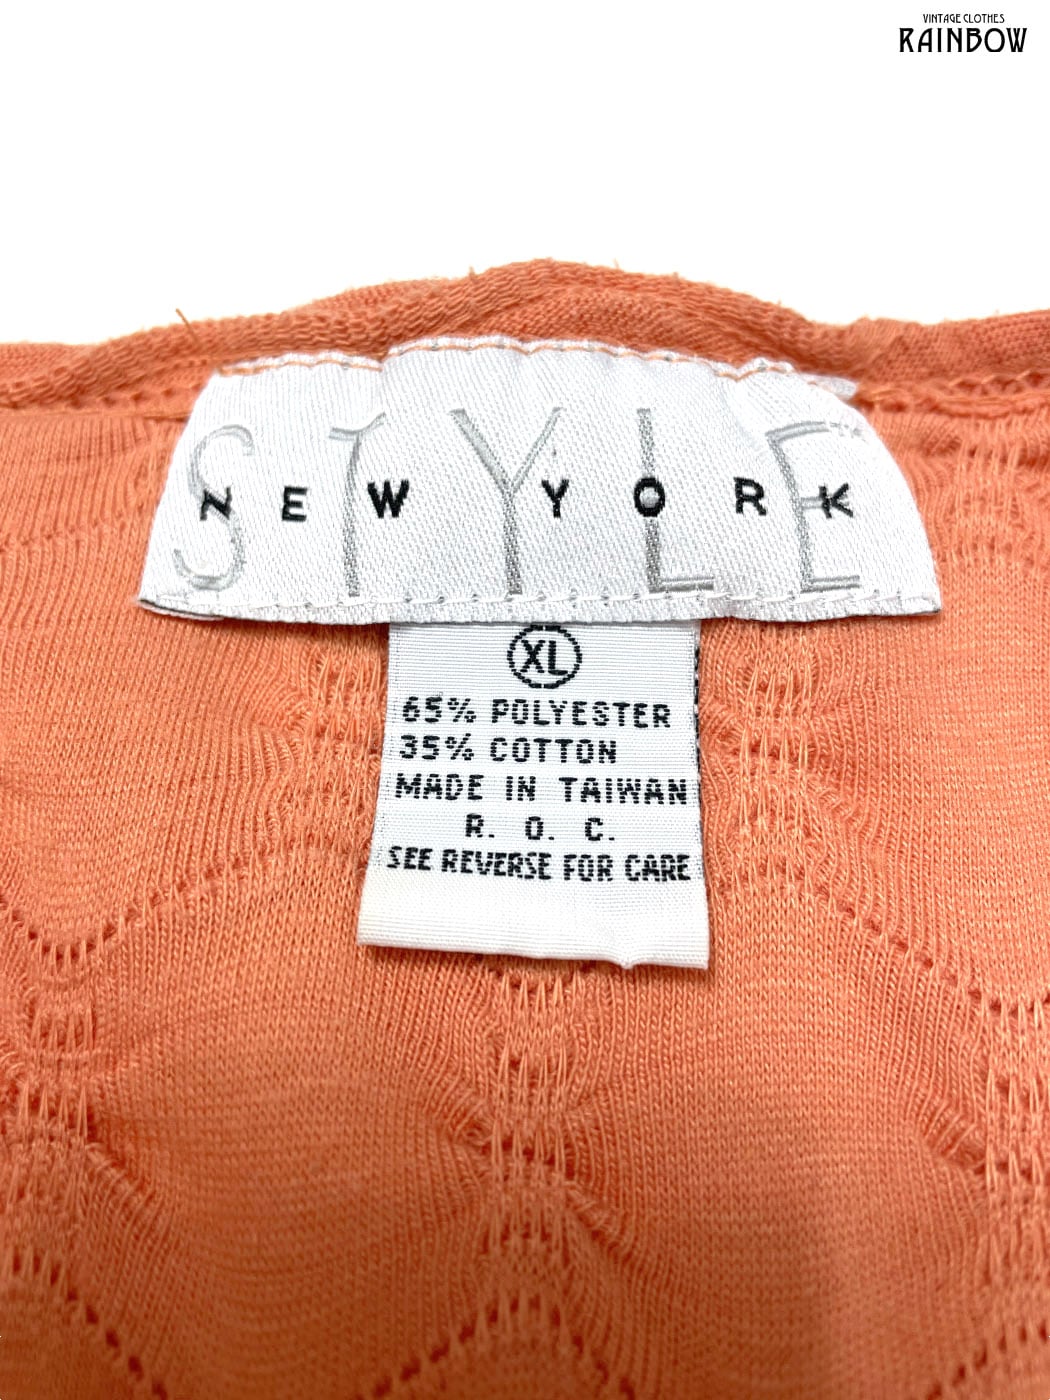 VINTAGE CLOTHES
RAINBOW
STYLE
NEW YORK
XL
65% POLYESTER
35% COTTON
MADE IN TAIWAN
R. O. C.
SEE REVERSE FOR CARE